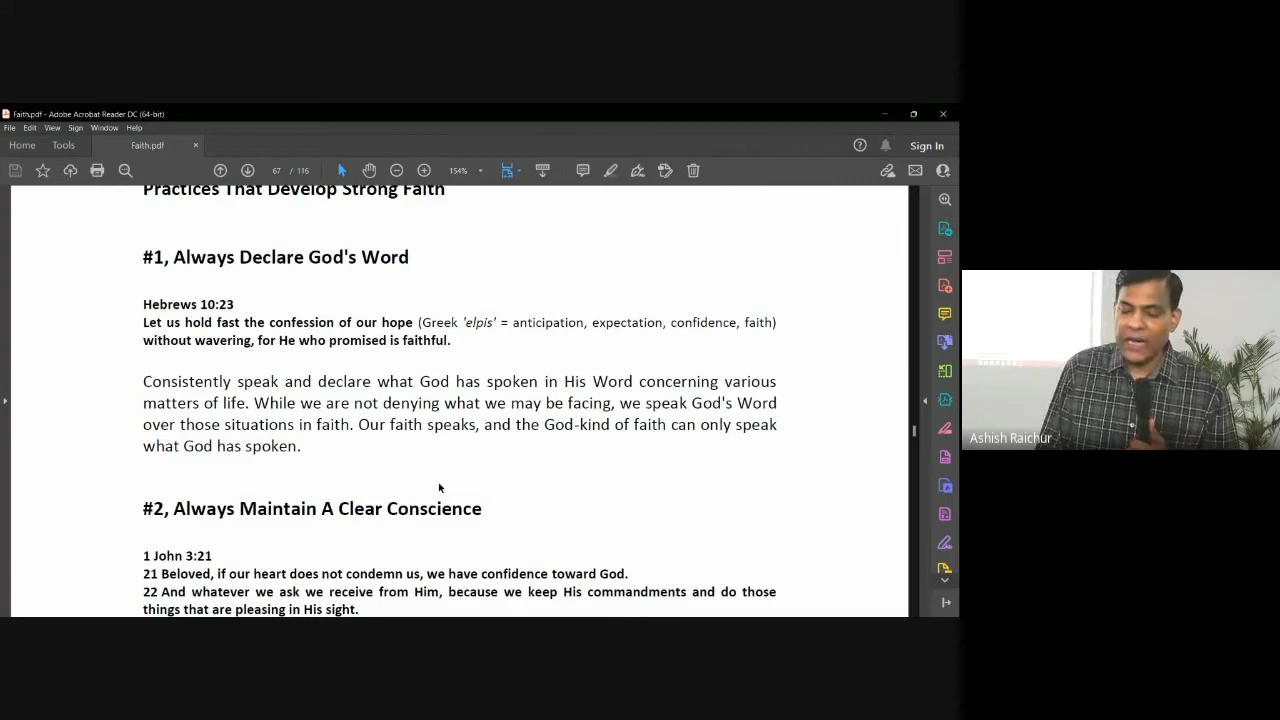 Faith.pdf - Adobe Acrobat Reader DC (64-bit)
File Edit View Sign Window Help
Home Tools Faith.pdf × Sign In
67 / 116 154%
Practices That Develop Strong Faith
#1, Always Declare God's Word
Hebrews 10:23
Let us hold fast the confession of our hope (Greek 'elpis' = anticipation, expectation, confidence, faith)
without wavering, for He who promised is faithful.
Consistently speak and declare what God has spoken in His Word concerning various
matters of life. While we are not denying what we may be facing, we speak God's Word
over those situations in faith. Our faith speaks, and the God-kind of faith can only speak
what God has spoken.
#2, Always Maintain A Clear Conscience
1 John 3:21
21 Beloved, if our heart does not condemn us, we have confidence toward God.
22 And whatever we ask we receive from Him, because we keep His commandments and do those
things that are pleasing in His sight.
Ashish Raichur